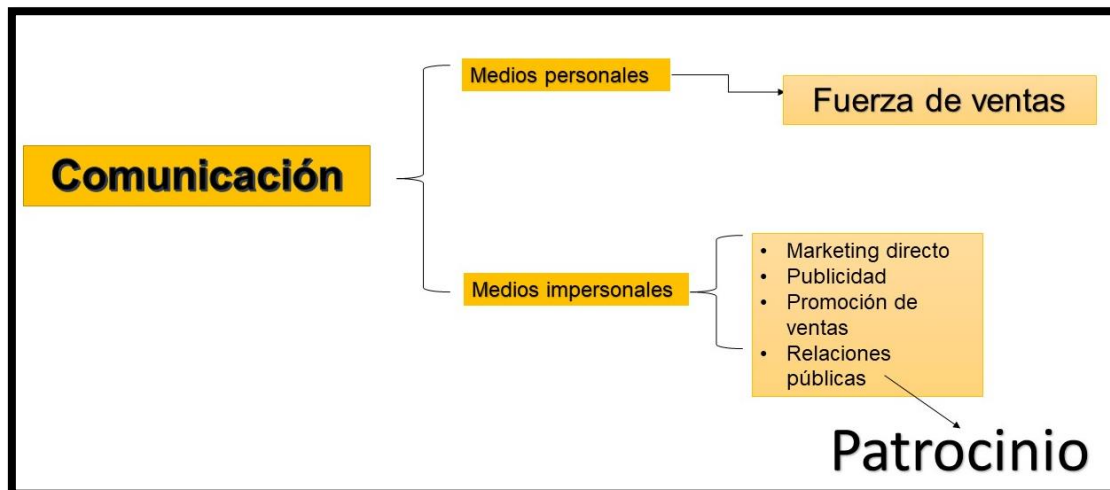 Medios personales
Fuerza de ventas
Comunicación
• Marketing directo
• Publicidad
Medios impersonales
• Promoción de
ventas
• Relaciones
públicas
Patrocinio